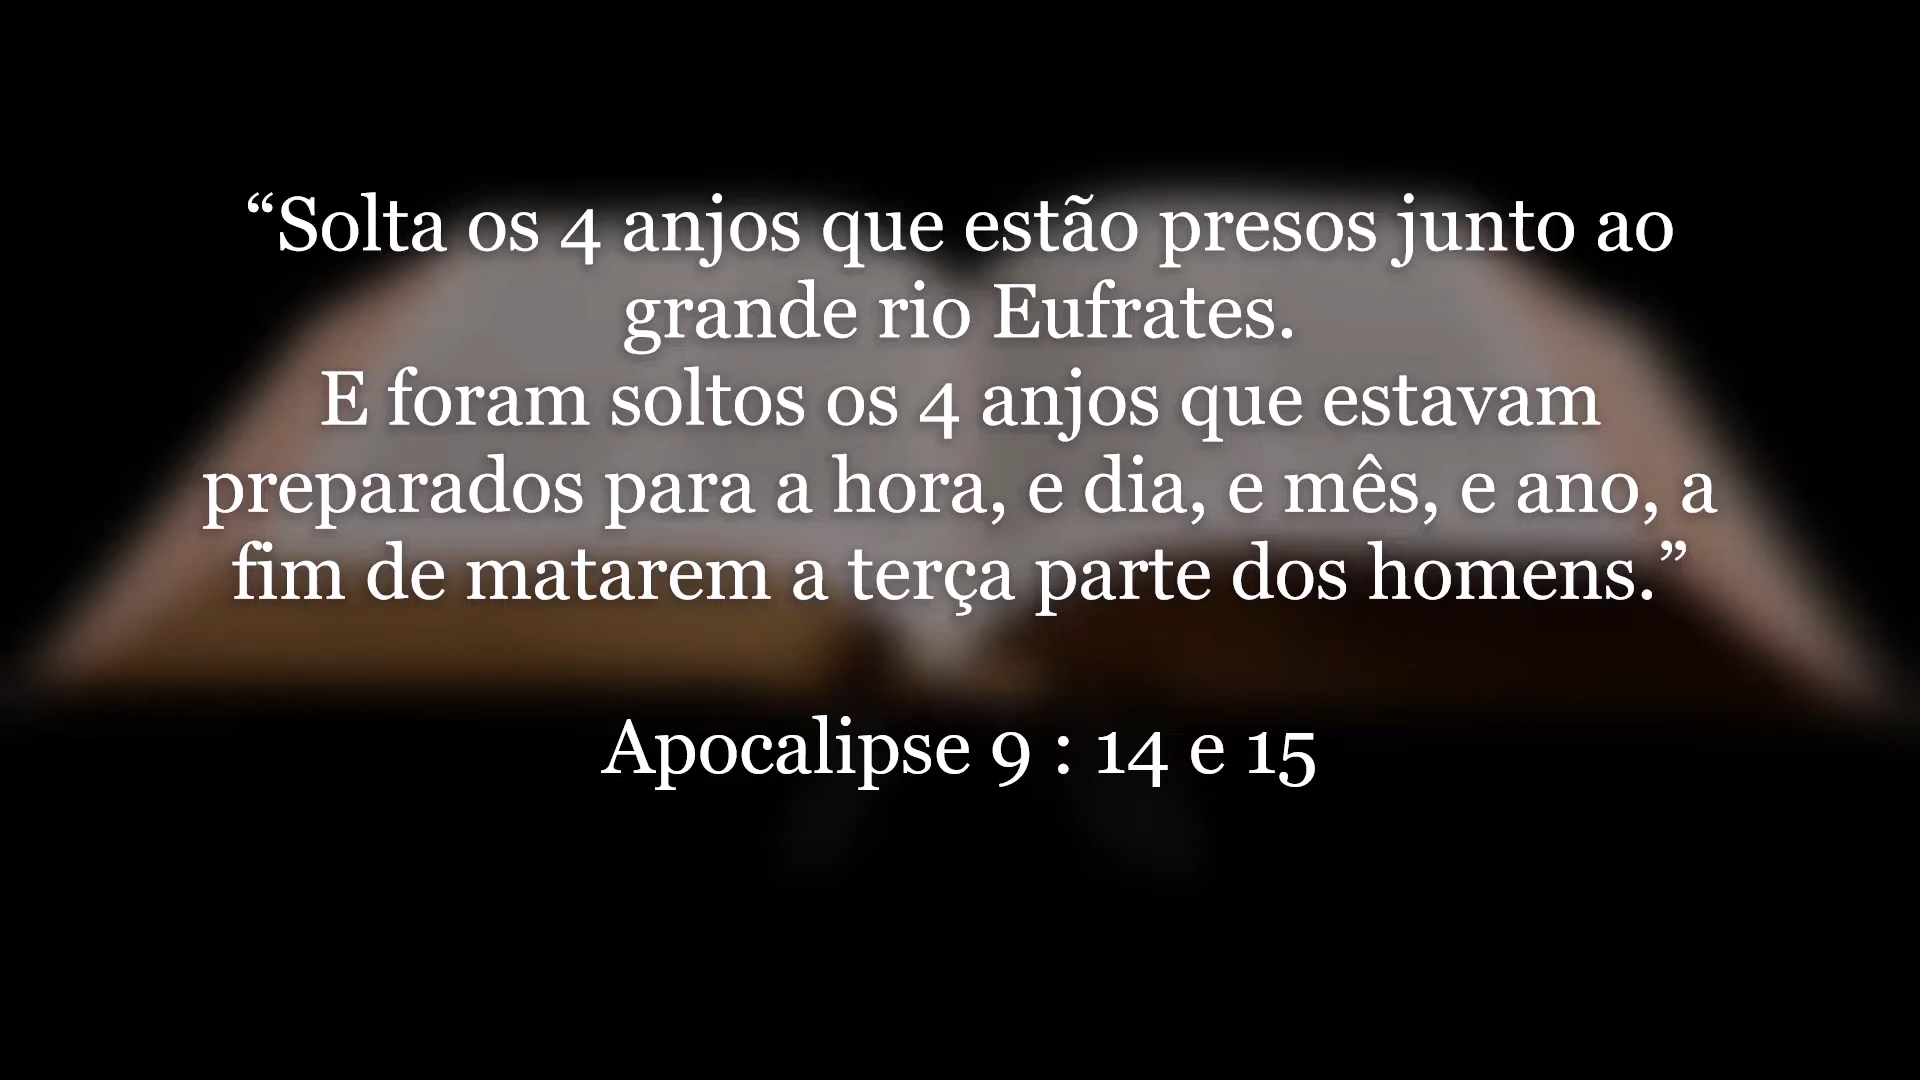 “Solta os 4 anjos que estão presos junto ao
grande rio Eufrates.
E foram soltos os 4 anjos que estavam
preparados para a hora, e dia, e mês, e ano, a
fim de matarem a terça parte dos homens.”
Apocalipse 9 : 14 e 15